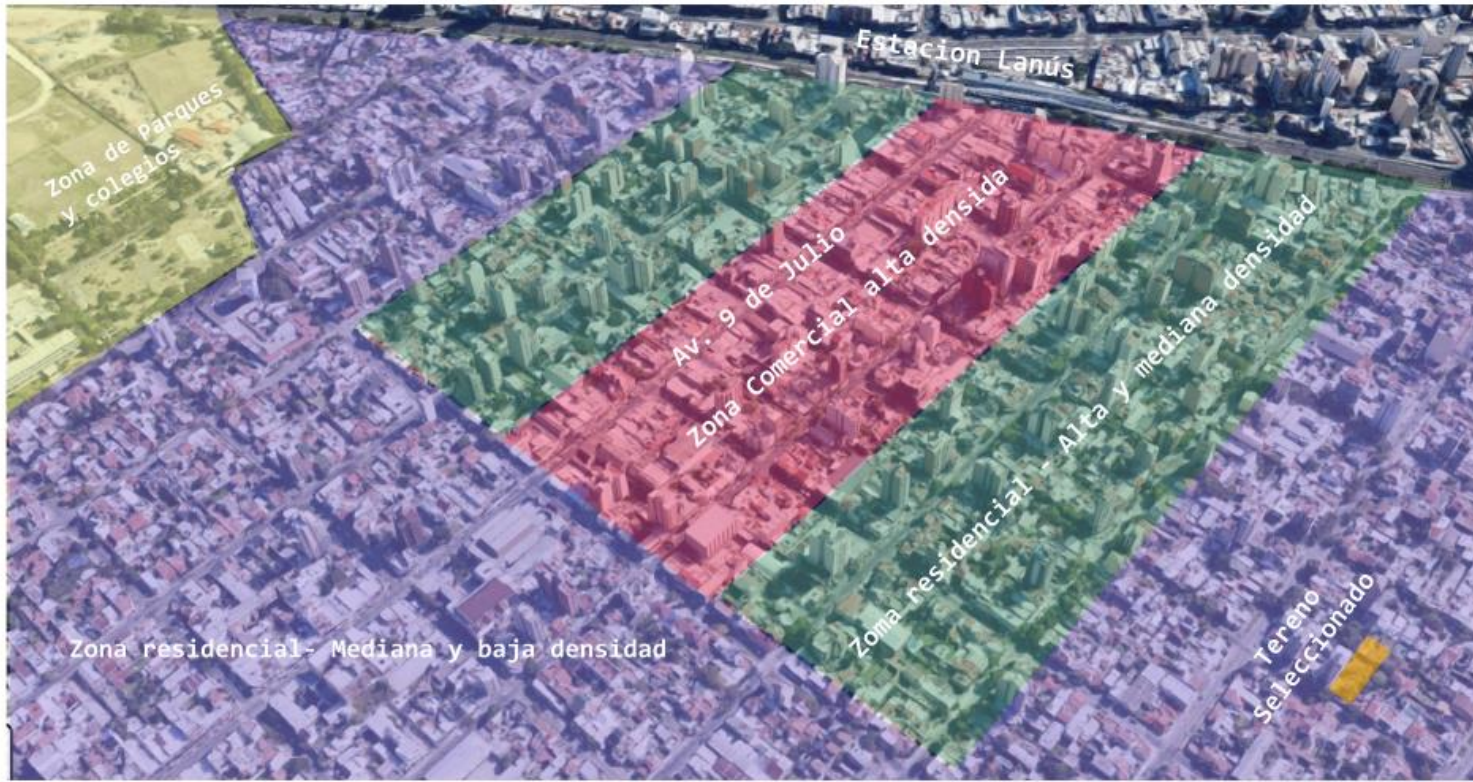 Estacion Lanús
Zona de Parques
y colegios
Av. 9 de Julio
Zona Comercial alta densida
Zoma residencial - Alta y mediana densidad
Zona residencial- Mediana y baja densidad
Tereno
Seleccionado